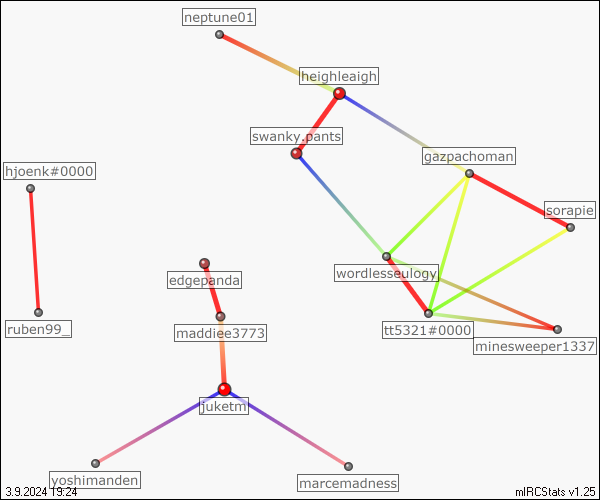 neptune01
heighleaigh
swanky.pants
gazpachoman
hjoenk#0000
sorapie
wordlesseulogy
edgepanda
ruben99_
maddiee3773
tt5321#0000
minesweeper1337
juketm
yoshimanden
marcemadness
3.9.2024 19:24
mIRCStats v1.25